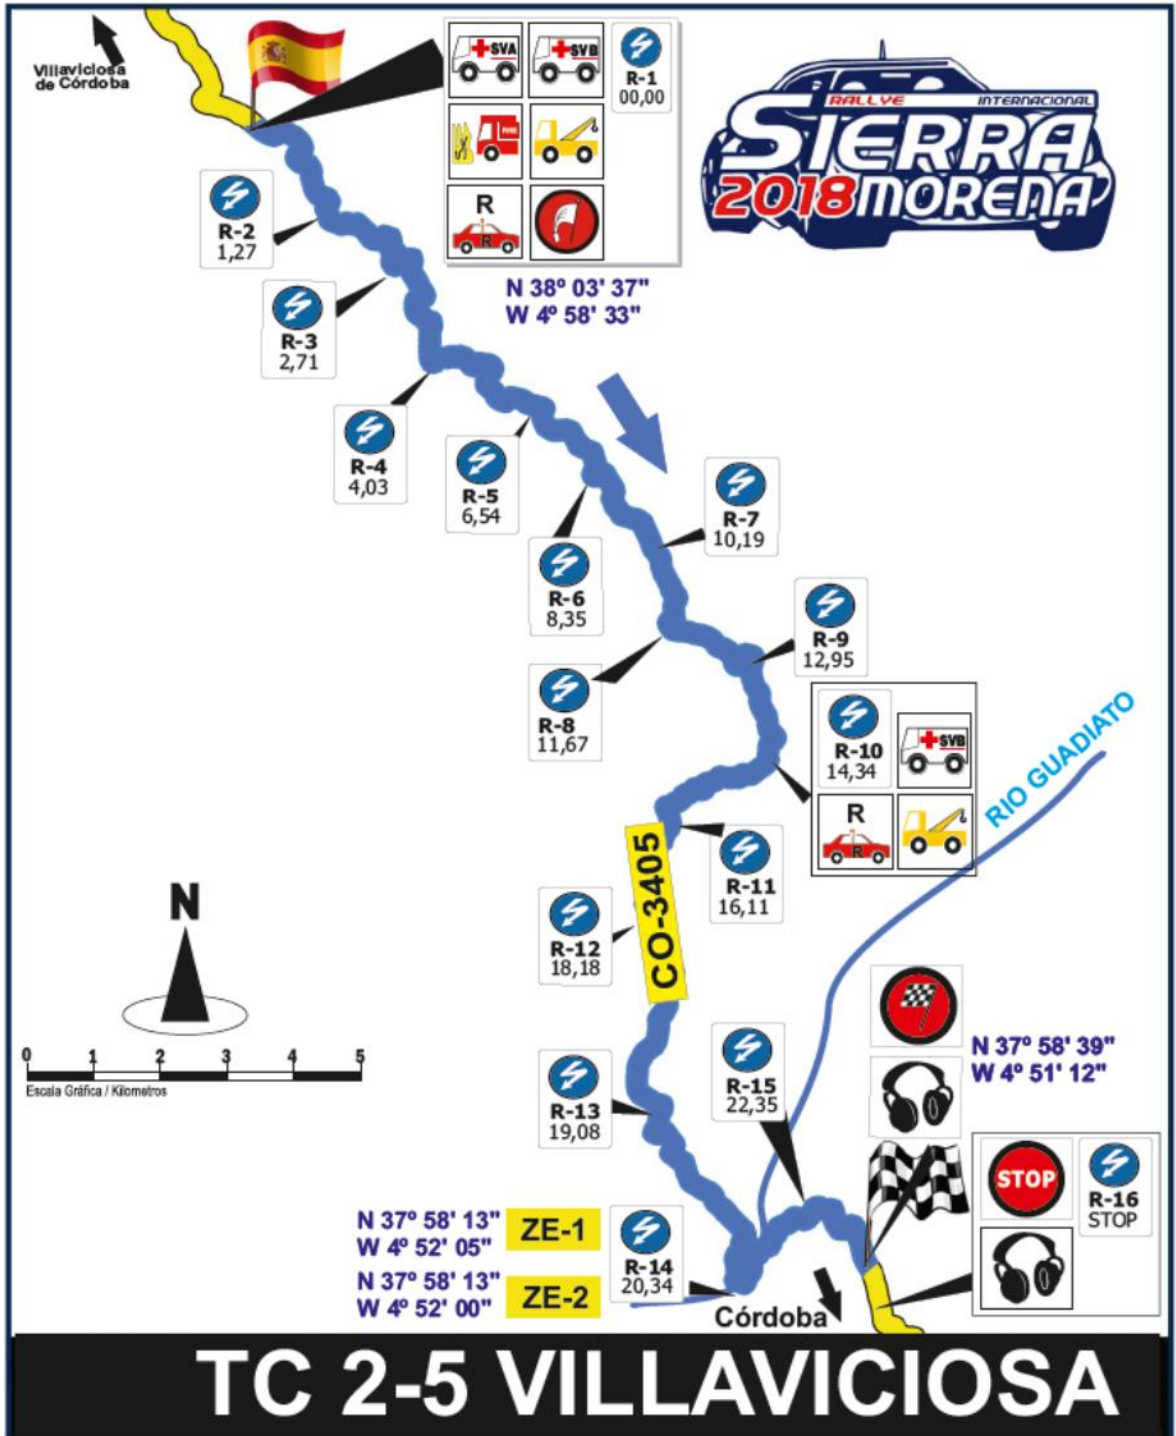 Villaviciosa
de Córdoba
SVA
SVB
R-1
00,00
FIRE
R
R
RALLYE INTERNACIONAL
SIERRA
2018 MORENA
N 38º 03' 37"
W 4º 58' 33"
R-2
1,27
R-3
2,71
R-4
4,03
R-5
6,54
R-6
8,35
R-7
10,19
R-8
11,67
R-9
12,95
R-10
14,34
SVB
R
R
RIO GUADIATO
R-11
16,11
CO-3405
R-12
18,18
N
0 1 2 3 4 5
Escala Gráfica / Kilometros
R-13
19,08
R-15
22,35
N 37º 58' 39"
W 4º 51' 12"
STOP
R-16
STOP
N 37º 58' 13"
W 4º 52' 05"
ZE-1
N 37º 58' 13"
W 4º 52' 00"
ZE-2
R-14
20,34
Córdoba
TC 2-5 VILLAVICIOSA